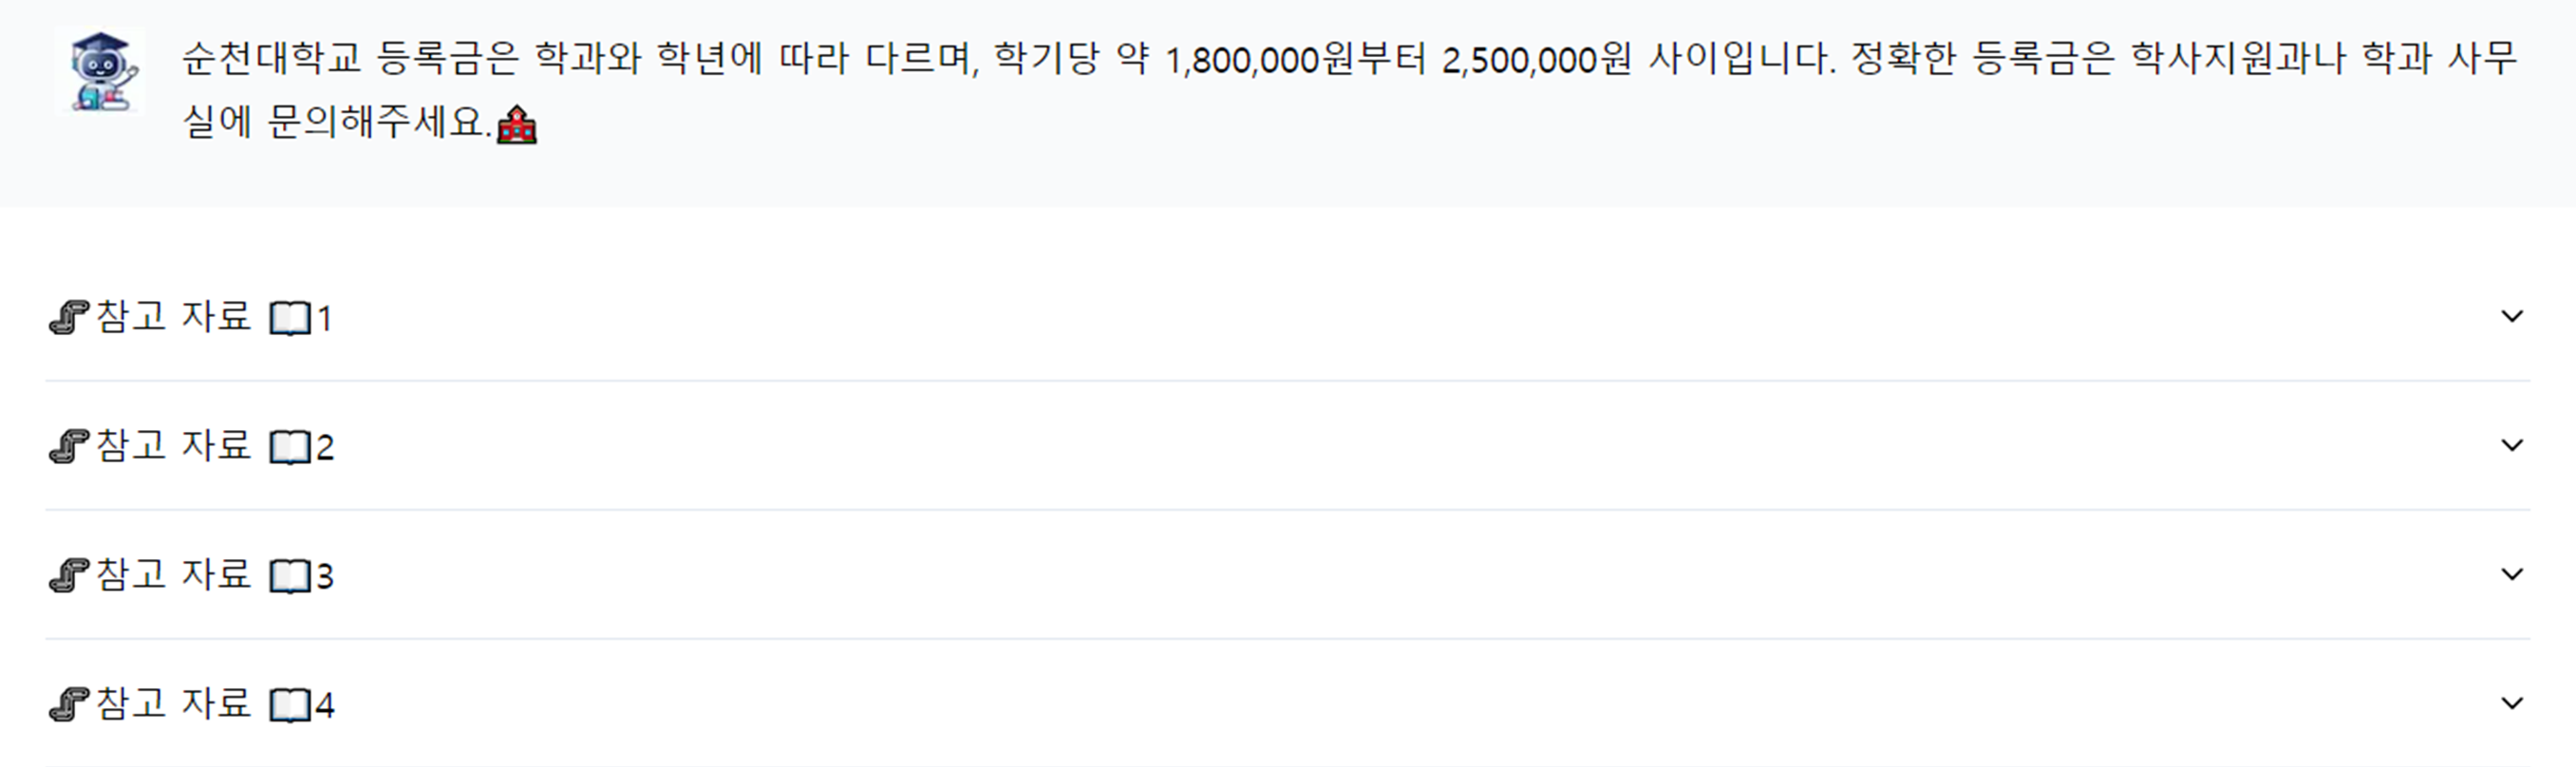 순천대학교 등록금은 학과와 학년에 따라 다르며, 학기당 약 1,800,000원부터 2,500,000원 사이입니다. 정확한 등록금은 학사지원과나 학과 사무
실에 문의해주세요.🏫
🖇참고 자료 📖1
🖇참고 자료 📖2
🖇참고 자료 📖3
🖇참고 자료 📖4